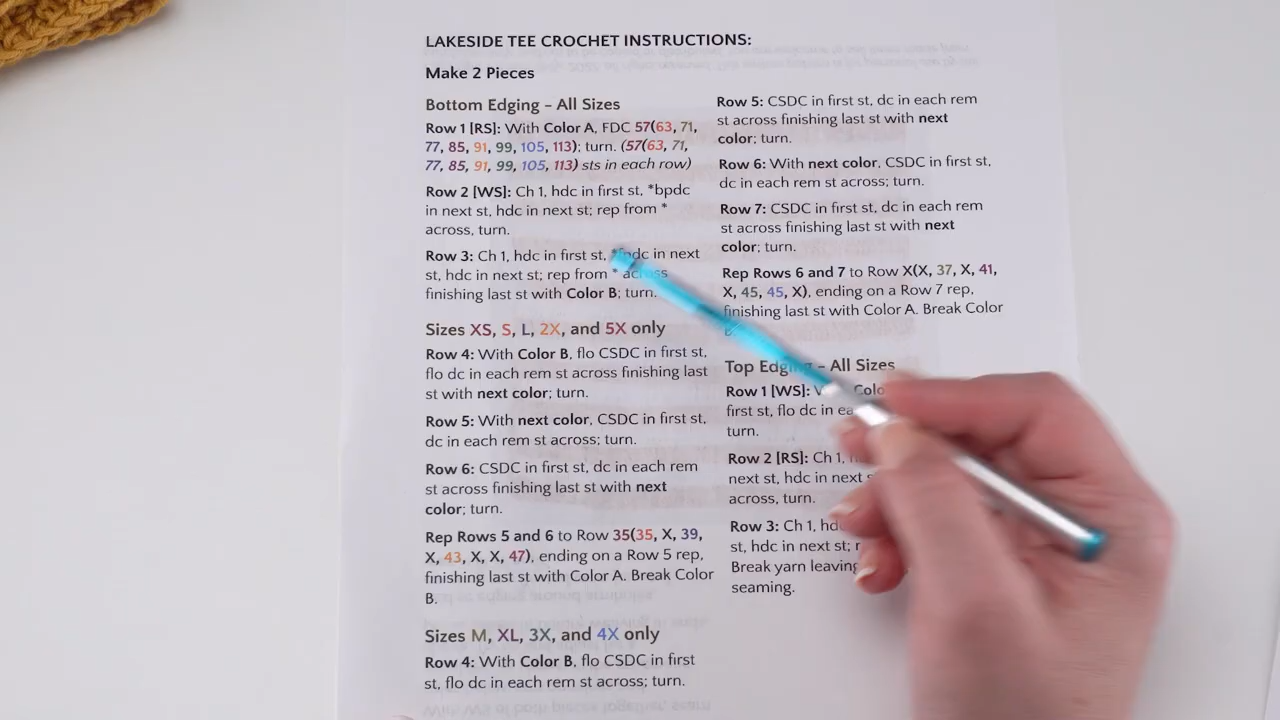 LAKESIDE TEE CROCHET INSTRUCTIONS:
Make 2 Pieces
Bottom Edging – All Sizes
Row 1 [RS]: With Color A, FDC 57(63, 71,
77, 85, 91, 99, 105, 113); turn. (57(63, 71,
77, 85, 91, 99, 105, 113) sts in each row)
Row 2 [WS]: Ch 1, hdc in first st, *bpdc
in next st, hdc in next st; rep from *
across, turn.
Row 3: Ch 1, hdc in first st, in next
st, hdc in next st; rep from * across
finishing last st with Color B; turn.
Sizes XS, S, L, 2X, and 5X only
Row 4: With Color B, flo CSDC in first st,
flo dc in each rem st across finishing last
st with next color; turn.
Row 5: With next color, CSDC in first st,
dc in each rem st across; turn.
Row 6: CSDC in first st, dc in each rem
st across finishing last st with next
color; turn.
Rep Rows 5 and 6 to Row 35(35, X, 39,
X, 43, X, X, 47), ending on a Row 5 rep,
finishing last st with Color A. Break Color
B.
Sizes M, XL, 3X, and 4X only
Row 4: With Color B, flo CSDC in first
st, flo dc in each rem st across; turn.
Row 5: CSDC in first st, dc in each rem
st across finishing last st with next
color; turn.
Row 6: With next color, CSDC in first st,
dc in each rem st across; turn.
Row 7: CSDC in first st, dc in each rem
st across finishing last st with next
color; turn.
Rep Rows 6 and 7 to Row X(X, 37, X, 41,
X, 45, 45, X), ending on a Row 7 rep,
finishing last st with Color A. Break Color
Top Edging – All Sizes
Row 1 [WS]:
first st, flo dc in
turn.
Row 2 [RS]: Ch 1,
next st, hdc in next
across, turn.
Row 3: Ch 1,
st, hdc in next st;
Break yarn leaving
seaming.